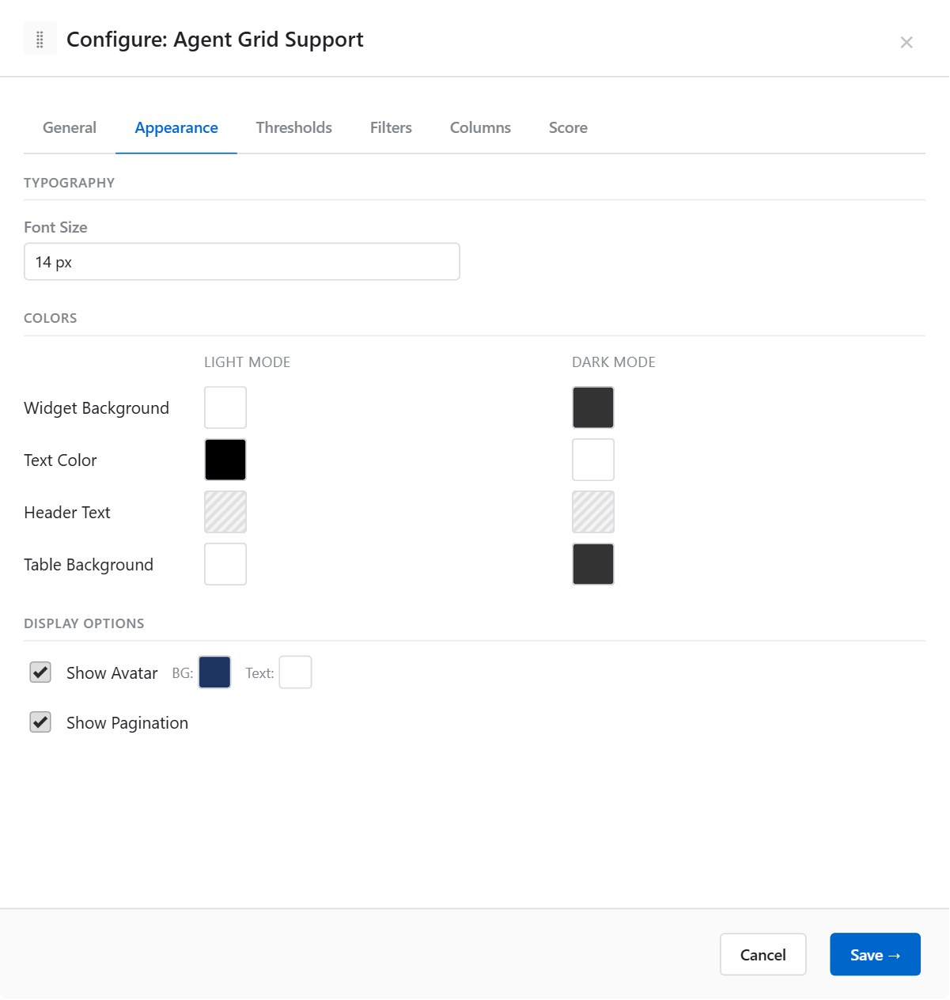 Configure: Agent Grid Support
General Appearance Thresholds Filters Columns Score
TYPOGRAPHY
Font Size
14 px
COLORS
LIGHT MODE DARK MODE
Widget Background
Text Color
Header Text
Table Background
DISPLAY OPTIONS
Show Avatar BG: Text:
Show Pagination
Cancel Save →